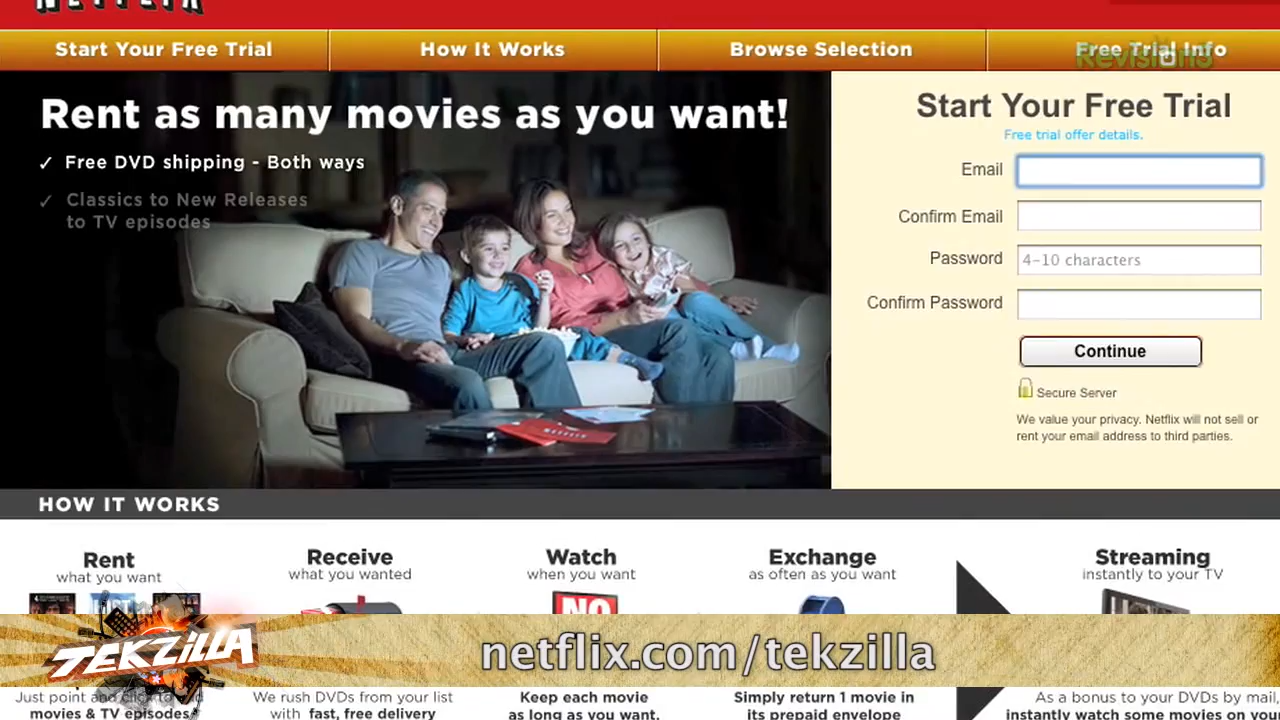 NETFLIX
Start Your Free Trial
How It Works
Browse Selection
Free Trial Info
Revision3
Rent as many movies as you want!
✓ Free DVD shipping - Both ways
✓ Classics to New Releases
to TV episodes
Start Your Free Trial
Free trial offer details.
Email
Confirm Email
Password
4-10 characters
Confirm Password
Continue
Secure Server
We value your privacy. Netflix will not sell or
rent your email address to third parties.
NETFLIX
HOW IT WORKS
Rent
what you want
Receive
what you wanted
Watch
when you want
Exchange
as often as you want
Streaming
instantly to your TV
NO
TEKZILLA
netflix.com/tekzilla
Just point and click to
movies & TV episodes
We rush DVDs from your list
with fast, free delivery
Keep each movie
as long as you want.
Simply return 1 movie in
its prepaid envelope
As a bonus to your DVDs by mail,
instantly watch some movies on